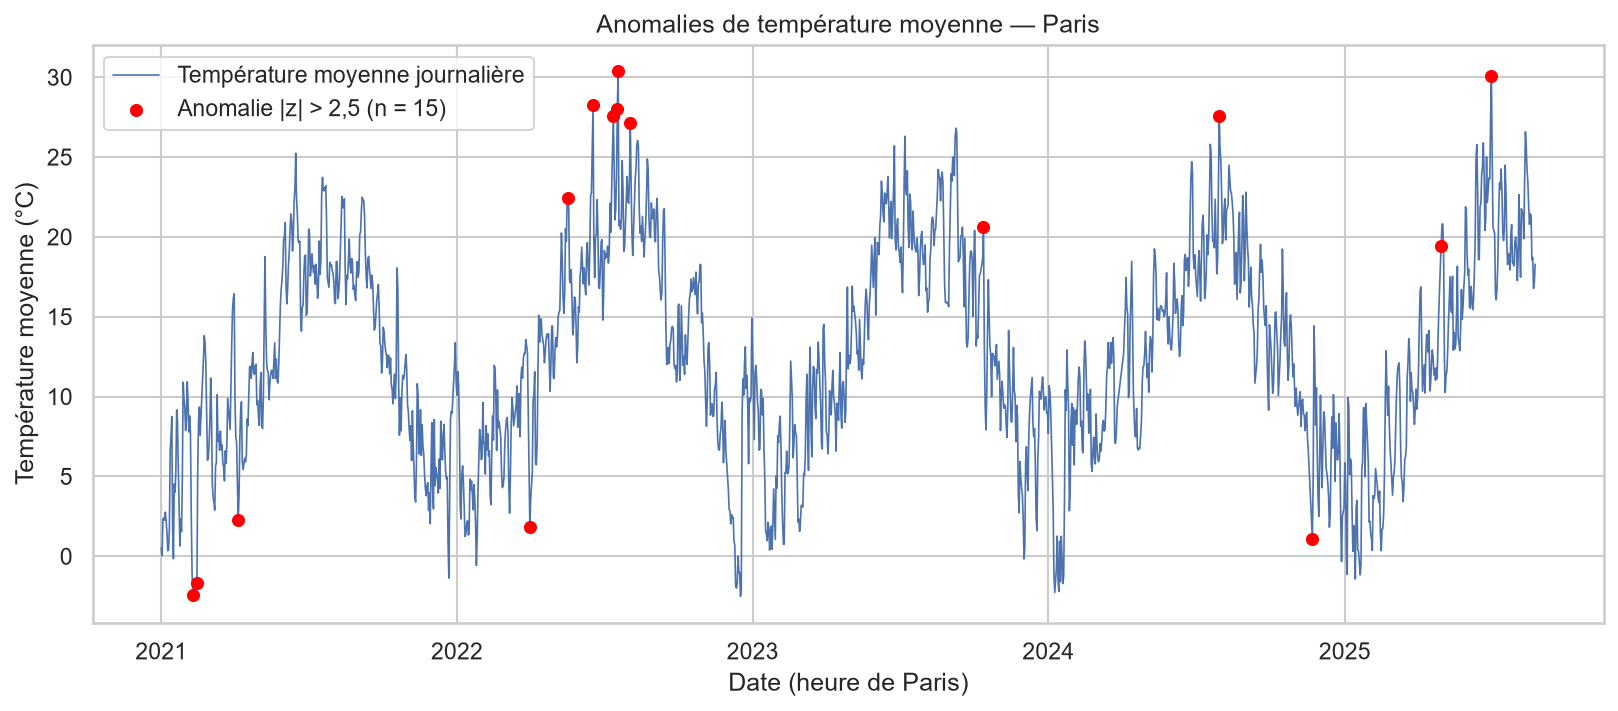 Anomalies de température moyenne — Paris
Température moyenne journalière
Anomalie |z| > 2,5 (n = 15)
Température moyenne (°C)
30
25
20
15
10
5
0
2021
2022
2023
2024
2025
Date (heure de Paris)